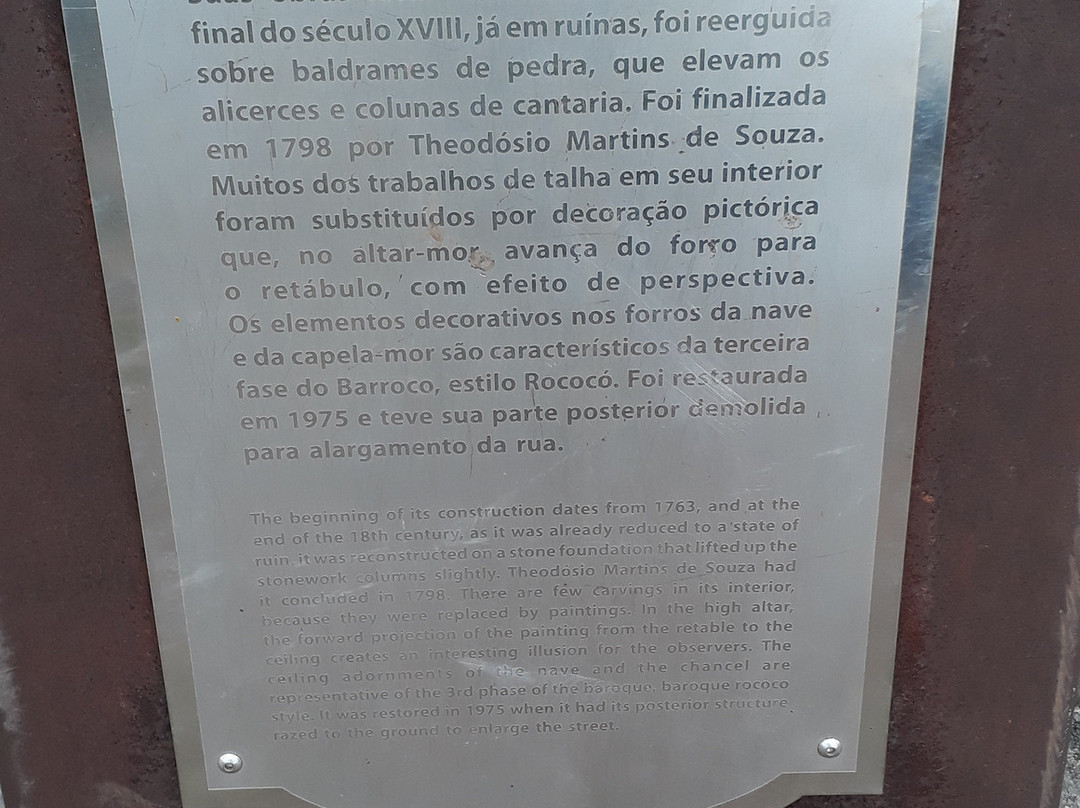 final do século XVIII, já em ruínas, foi reerguida
sobre baldrames de pedra, que elevam os
alicerces e colunas de cantaria. Foi finalizada
em 1798 por Theodósio Martins de Souza.
Muitos dos trabalhos de talha em seu interior
foram substituídos por decoração pictórica
que, no altar-mor, avança do forro para
o retábulo, com efeito de perspectiva.
Os elementos decorativos nos forros da nave
e da capela-mor são característicos da terceira
fase do Barroco, estilo Rococó. Foi restaurada
em 1975 e teve sua parte posterior demolida
para alargamento da rua.
The beginning of its construction dates from 1763, and at the
end of the 18th century, as it was already reduced to a state of
ruin, it was reconstructed on a stone foundation that lifted up the
stonework columns slightly. Theodósio Martins de Souza had
it concluded in 1798. There are few carvings in its interior,
because they were replaced by paintings. In the high altar,
the forward projection of the painting from the retable to the
ceiling creates an interesting illusion for the observers. The
ceiling adornments of the nave and the chancel are
representative of the 3rd phase of the baroque, baroque rococo
style. It was restored in 1975 when it had its posterior structure
razed to the ground to enlarge the street.